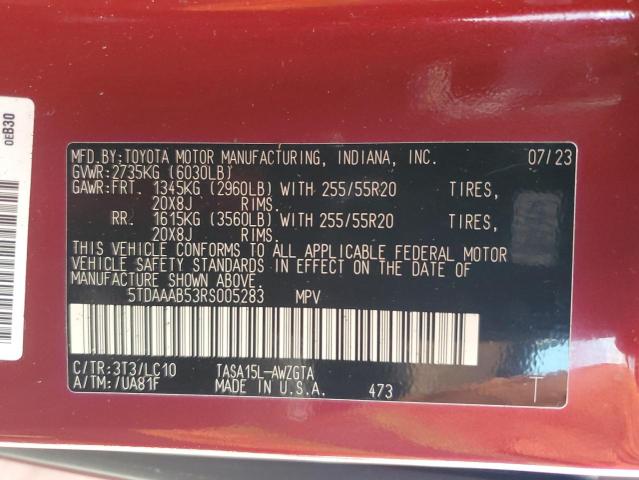 0EB30
MFD.BY:TOYOTA MOTOR MANUFACTURING, INDIANA, INC. 07/23
GVWR:2735KG (6030LB)
GAWR:FRT. 1345KG (2960LB) WITH 255/55R20 TIRES,
20X8J RIMS.
RR. 1615KG (3560LB) WITH 255/55R20 TIRES,
20X8J RIMS.
THIS VEHICLE CONFORMS TO ALL APPLICABLE FEDERAL MOTOR
VEHICLE SAFETY STANDARDS IN EFFECT ON THE DATE OF
MANUFACTURE SHOWN ABOVE.
5TDAAAB53RS005283 MPV
C/TR:3T3/LC10 TASA15L-AWZGTA
A/TM:/UA81F MADE IN U.S.A. 473 T